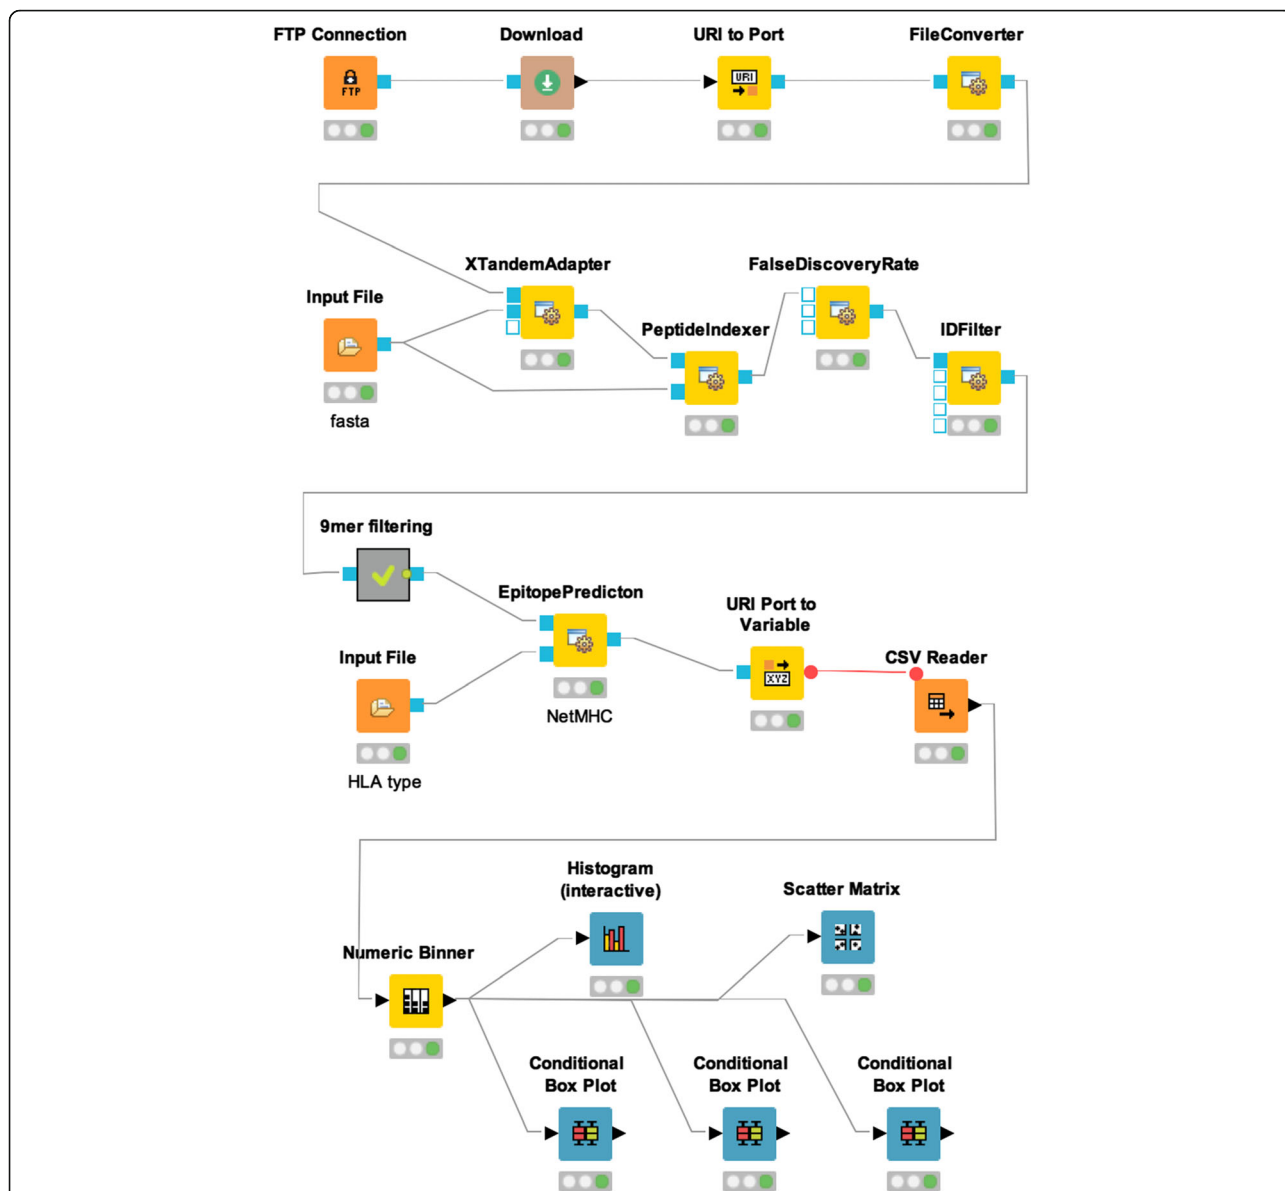 FTP Connection
Download
URI to Port
FileConverter
FTP
URI
XTandemAdapter
FalseDiscoveryRate
Input File
PeptideIndexer
IDFilter
fasta
9mer filtering
EpitopePredicton
URI Port to
Variable
Input File
CSV Reader
XYZ
NetMHC
HLA type
Histogram
(interactive)
Scatter Matrix
Numeric Binner
Conditional
Box Plot
Conditional
Box Plot
Conditional
Box Plot